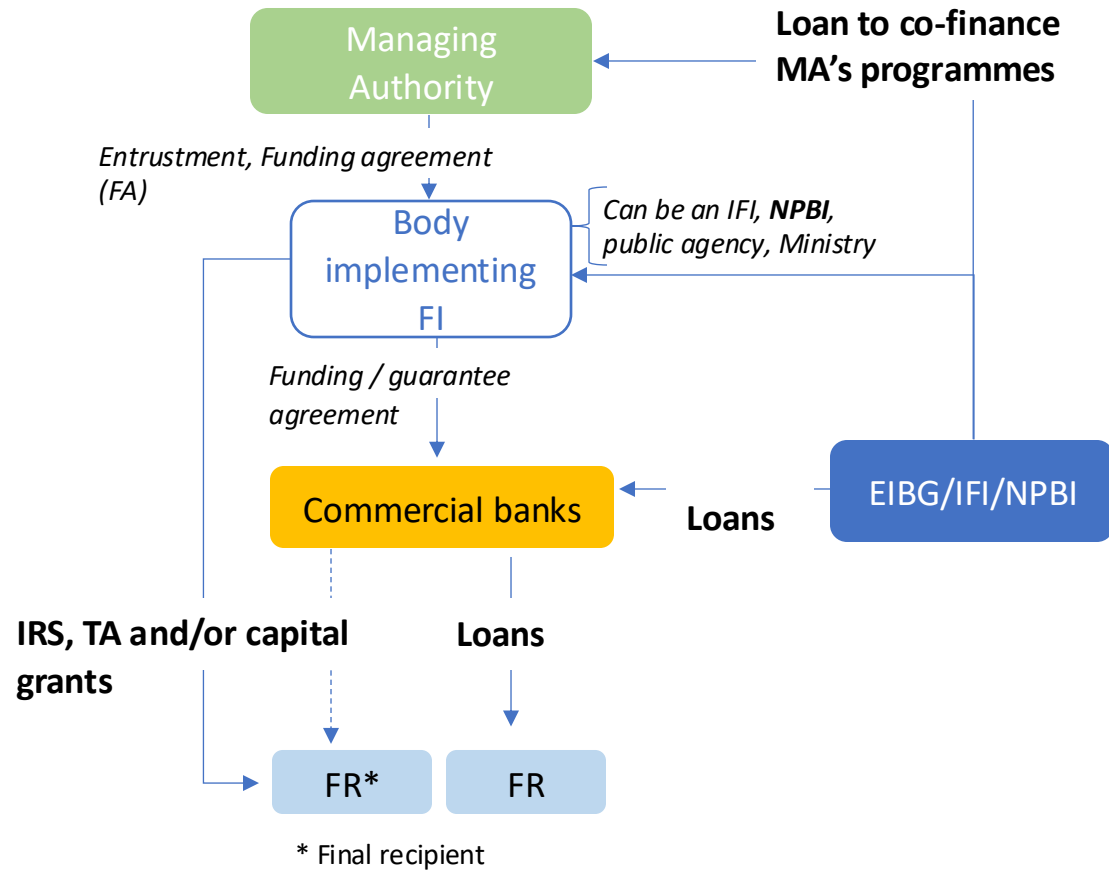 Managing
Authority
Loan to co-finance
MA's programmes
Entrustment, Funding agreement
(FA)
Body
implementing
FI
Can be an IFI, NPBI,
public agency, Ministry
Funding / guarantee
agreement
Commercial banks
Loans
EIBG/IFI/NPBI
IRS, TA and/or capital
grants
Loans
FR*
FR
* Final recipient